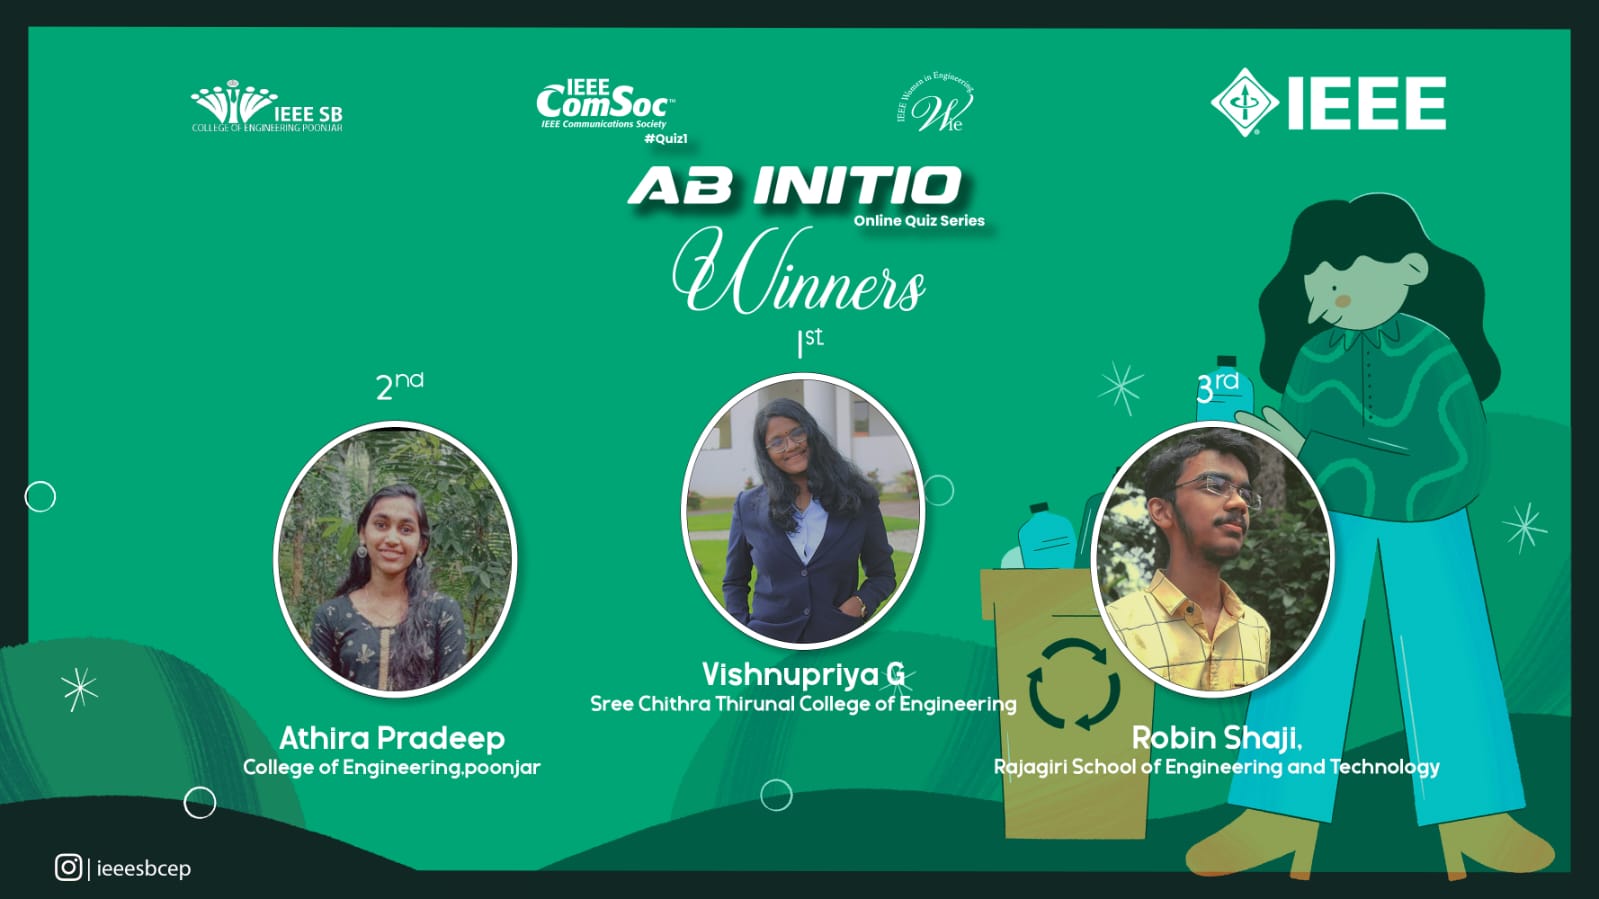 IEEE SB
COLLEGE OF ENGINEERING POONJAR
IEEE
ComSoc™
IEEE Communications Society
#Quiz1
IEEE Women in Engineering
WIE
IEEE
AB INITIO
Online Quiz Series
Winners
1st
2nd
3rd
Vishnupriya G
Sree Chithra Thirunal College of Engineering
Athira Pradeep
College of Engineering,poonjar
Robin Shaji,
Rajagiri School of Engineering and Technology
| ieeesbcep